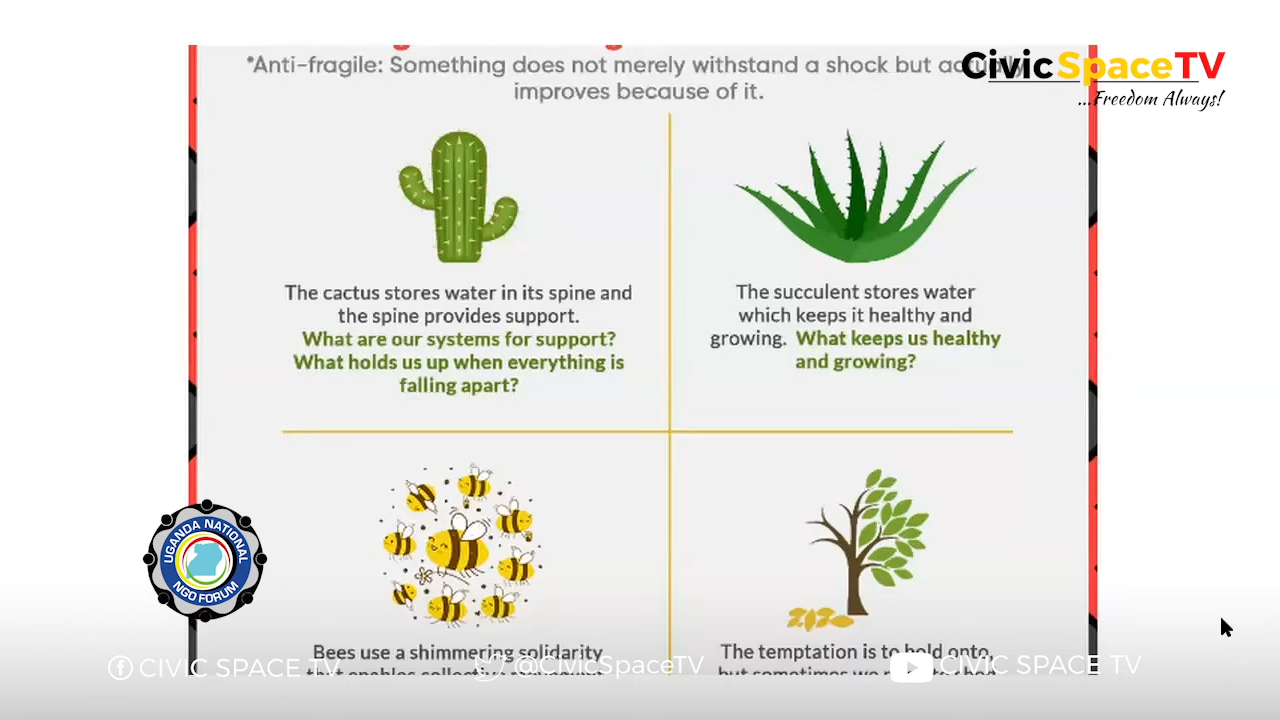 *Anti-fragile: Something does not merely withstand a shock but
improves because of it.
CivicSpaceTV
...Freedom Always!
The cactus stores water in its spine and
the spine provides support.
What are our systems for support?
What holds us up when everything is
falling apart?
The succulent stores water
which keeps it healthy and
growing. What keeps us healthy
and growing?
Bees use a shimmering solidarity
The temptation is to hold onto,
UGANDA NATIONAL
NGO FORUM
CIVIC SPACE TV
@CivicSpaceTV
CIVIC SPACE TV